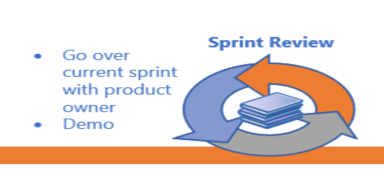 Sprint Review
• Go over
current sprint
with product
owner
• Demo